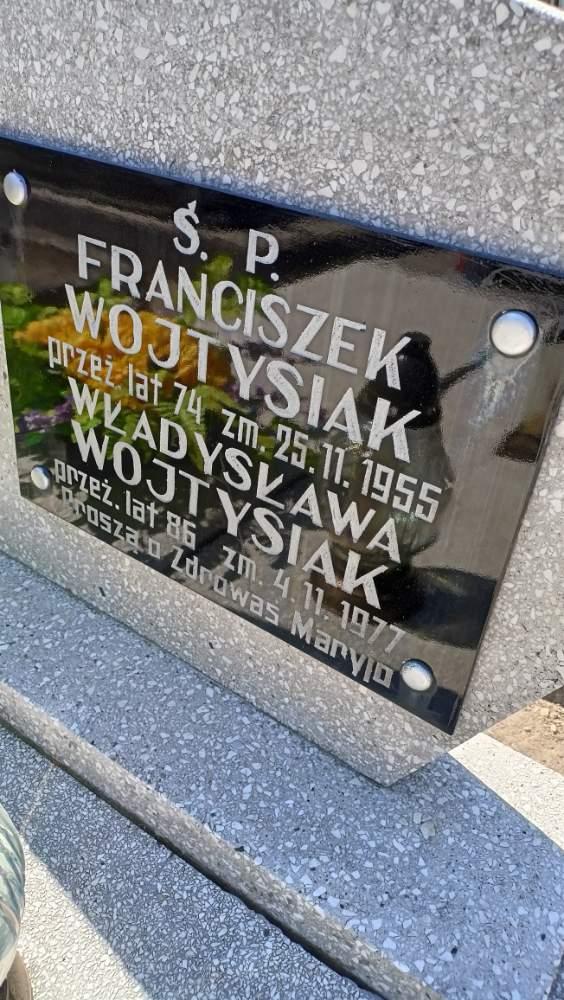 Ś. P.
FRANCISZEK
WOJTYSIAK
przeż. lat 74 zm. 25.11.1955
WŁADYSŁAWA
WOJTYSIAK
przeż. lat 86 zm. 4.11.1977
Proszą o Zdrowaś Maryjo